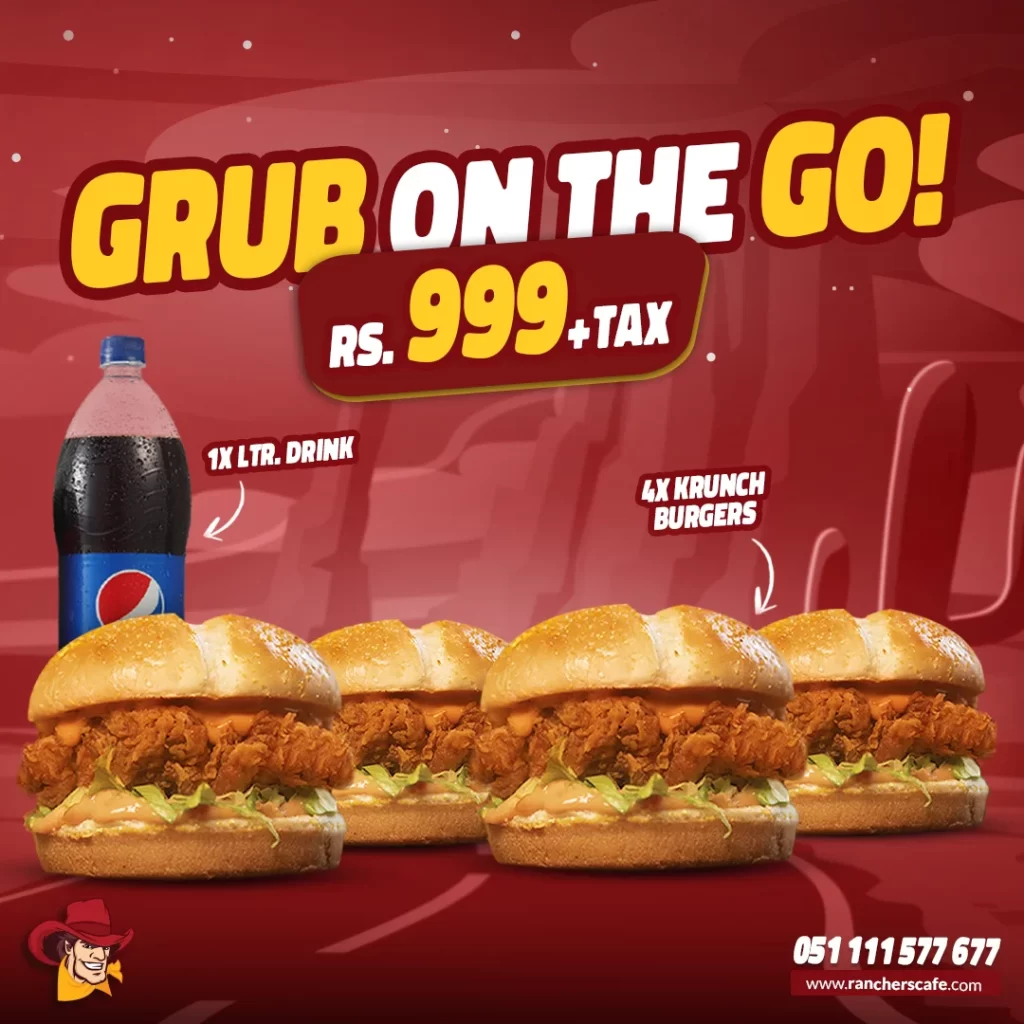 GRUB ON THE GO!
RS. 999 +TAX
1X LTR. DRINK
4X KRUNCH
BURGERS
051 111 577 677
www.rancherscafe.com